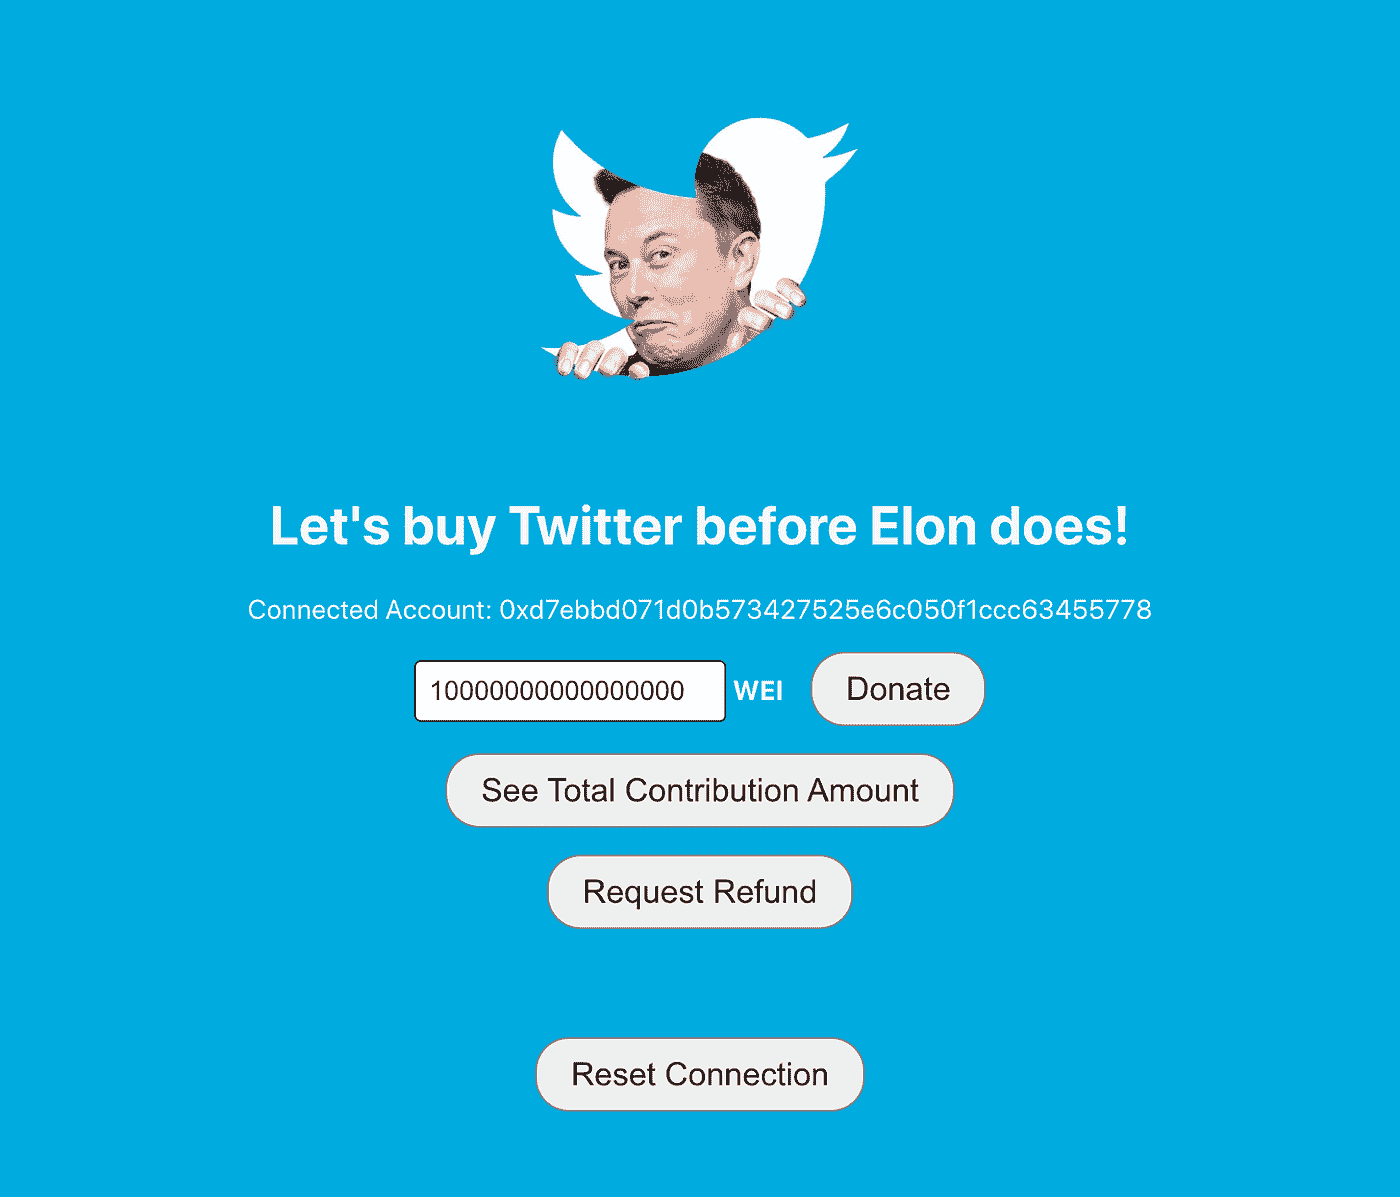 Let's buy Twitter before Elon does!
Connected Account: 0xd7ebbd071d0b573427525e6c050f1ccc63455778
10000000000000000 WEI Donate
See Total Contribution Amount
Request Refund
Reset Connection